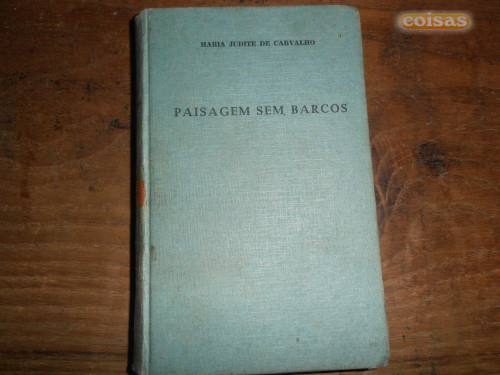 coisas
MARIA JUDITE DE CARVALHO
PAISAGEM SEM BARCOS